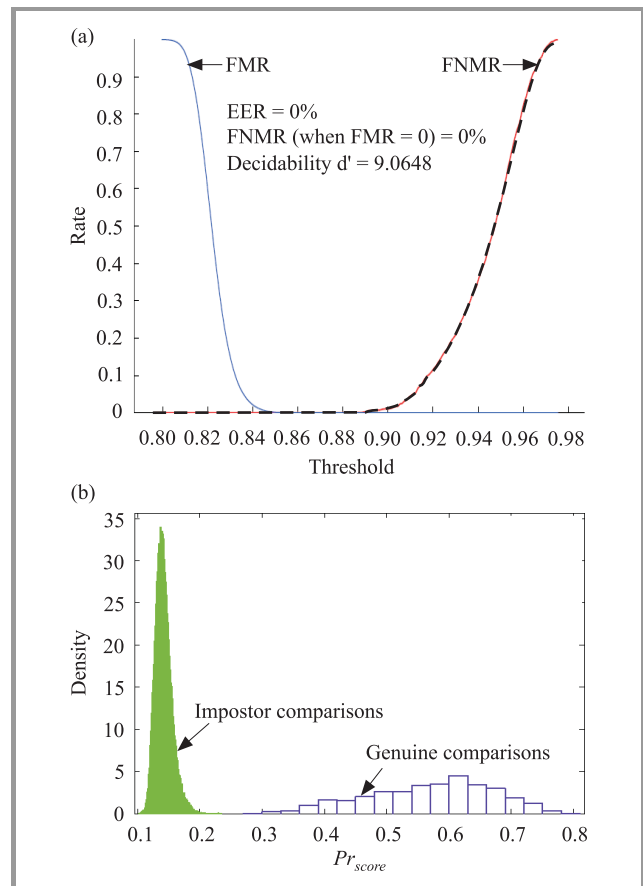 (a)
FMR
FNMR
EER = 0%
FNMR (when FMR = 0) = 0%
Decidability d' = 9.0648
Rate
0.9
0.8
0.7
0.6
0.5
0.4
0.3
0.2
0.1
0
0.80 0.82 0.84 0.86 0.88 0.90 0.92 0.94 0.96 0.98
Threshold
(b)
Density
35
30
25
20
15
10
5
0
Impostor comparisons
Genuine comparisons
0.1 0.2 0.3 0.4 0.5 0.6 0.7 0.8
Pr_score